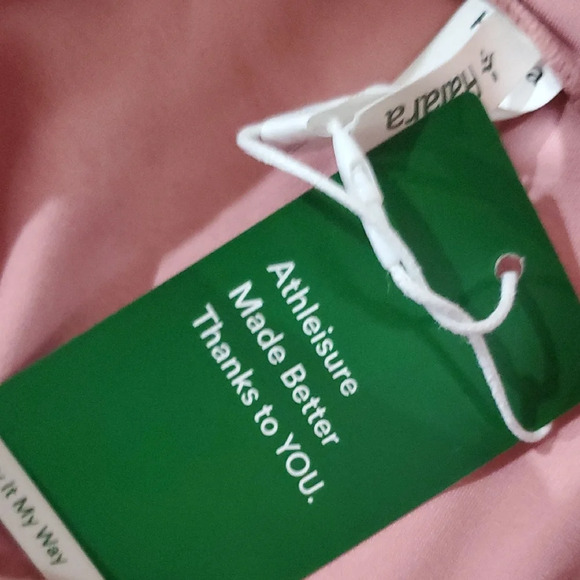 Halara
Athleisure
Made Better
Thanks to YOU.
It My Way